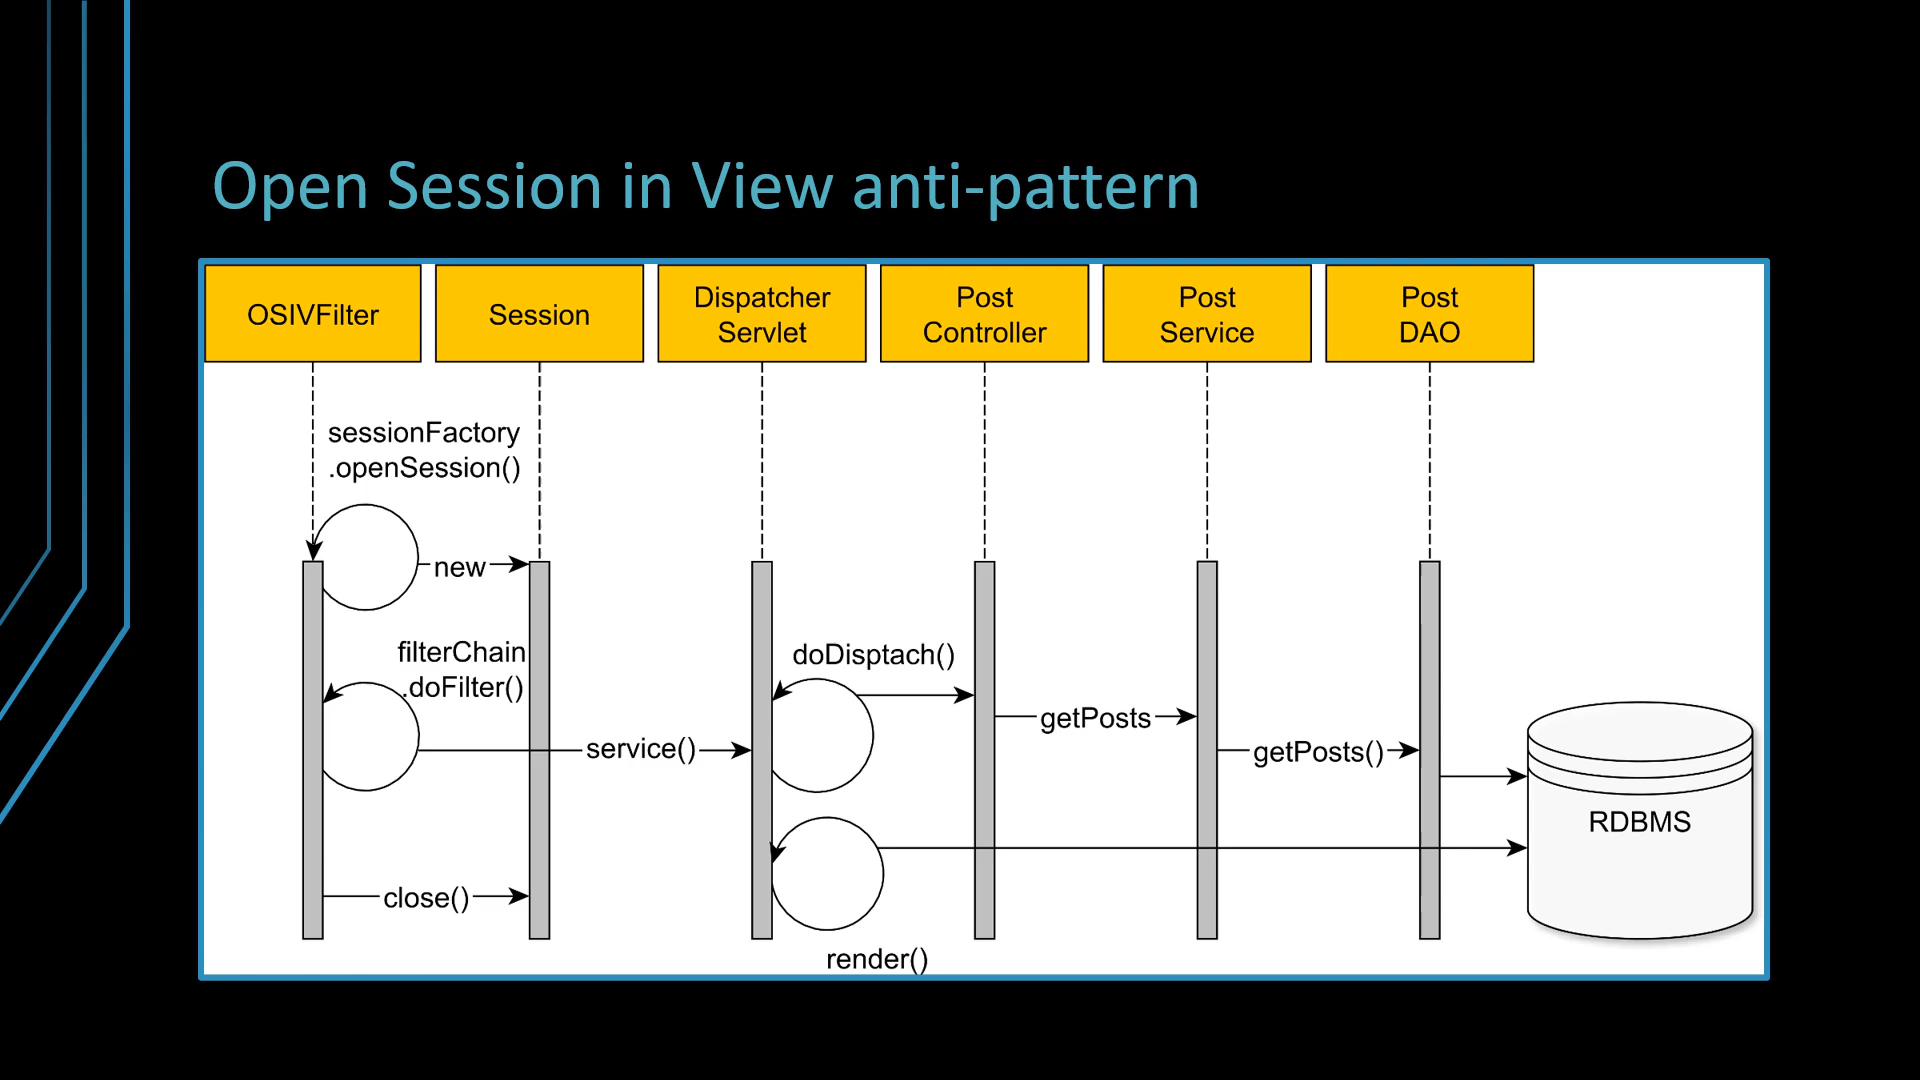 Open Session in View anti-pattern
OSIVFilter
Session
Dispatcher
Servlet
Post
Controller
Post
Service
Post
DAO
sessionFactory
.openSession()
new
filterChain
.doFilter()
service()
doDisptach()
getPosts
getPosts()
RDBMS
close()
render()